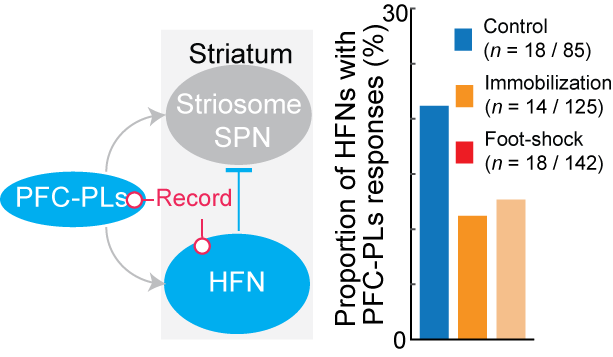 Striatum
Striosome
SPN
PFC-PLs
Record
HFN
Proportion of HFNs with
PFC-PLs responses (%)
30
0
Control
(n = 18 / 85)
Immobilization
(n = 14 / 125)
Foot-shock
(n = 18 / 142)